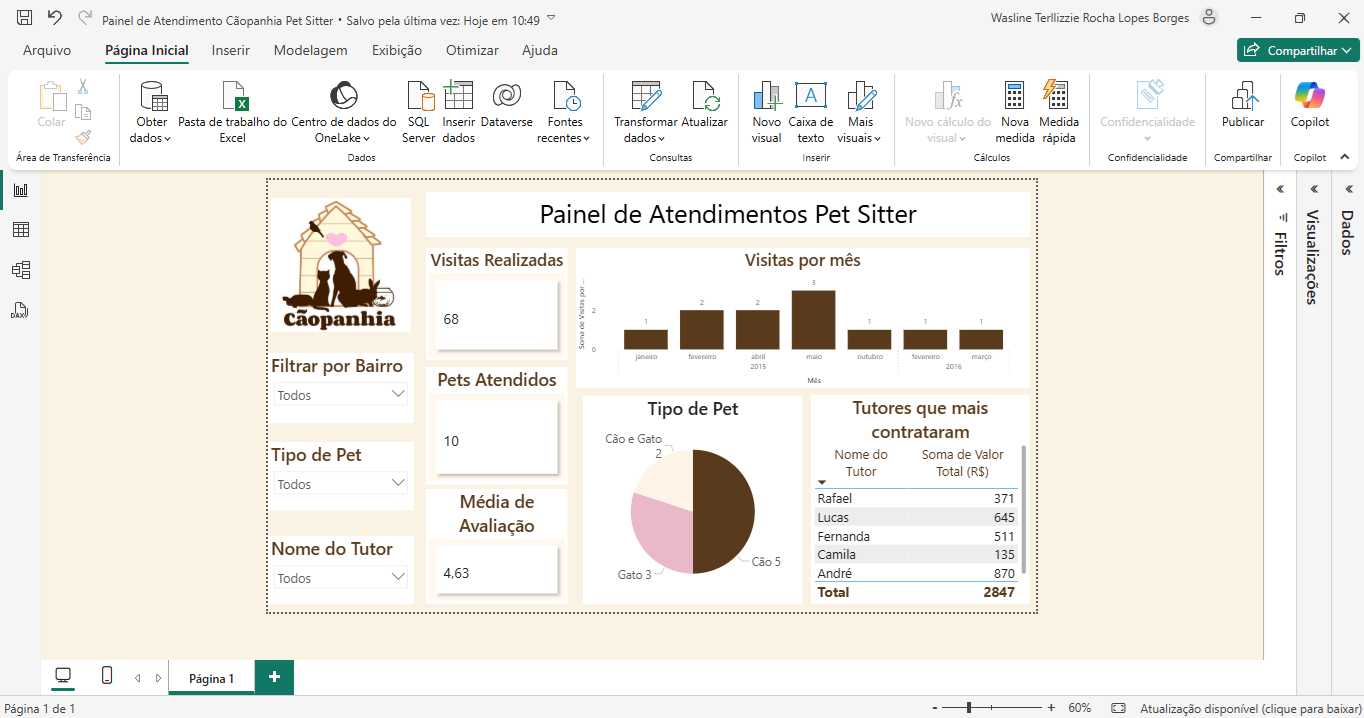 Painel de Atendimento Cãopanhia Pet Sitter • Salvo pela última vez: Hoje em 10:49
Wasline Terllizzie Rocha Lopes Borges
Arquivo Página Inicial Inserir Modelagem Exibição Otimizar Ajuda
Compartilhar
Colar
Área de Transferência
Obter dados
Pasta de trabalho do Excel
Centro de dados do OneLake
SQL Server
Inserir dados
Dataverse
Fontes recentes
Dados
Transformar dados
Atualizar
Consultas
Novo visual
Caixa de texto
Mais visuais
Inserir
Novo cálculo do visual
Nova medida
Medida rápida
Cálculos
Confidencialidade
Confidencialidade
Publicar
Compartilhar
Copilot
Copilot
DAX
Cãopanhia
Filtrar por Bairro
Todos
Tipo de Pet
Todos
Nome do Tutor
Todos
Painel de Atendimentos Pet Sitter
Visitas Realizadas
68
Pets Atendidos
10
Média de
Avaliação
4,63
Visitas por mês
Soma de Visitas por ...
2
0
1 2 2 3 1 1 1
janeiro fevereiro abril maio outubro fevereiro março
2015 2016
Mês
Tipo de Pet
Cão e Gato
2
Gato 3
Cão 5
Tutores que mais
contrataram
Nome do Tutor
Soma de Valor Total (R$)
Rafael 371
Lucas 645
Fernanda 511
Camila 135
André 870
Total 2847
Filtros
Visualizações
Dados
Página 1
Página 1 de 1
- + 60%
Atualização disponível (clique para baixar)